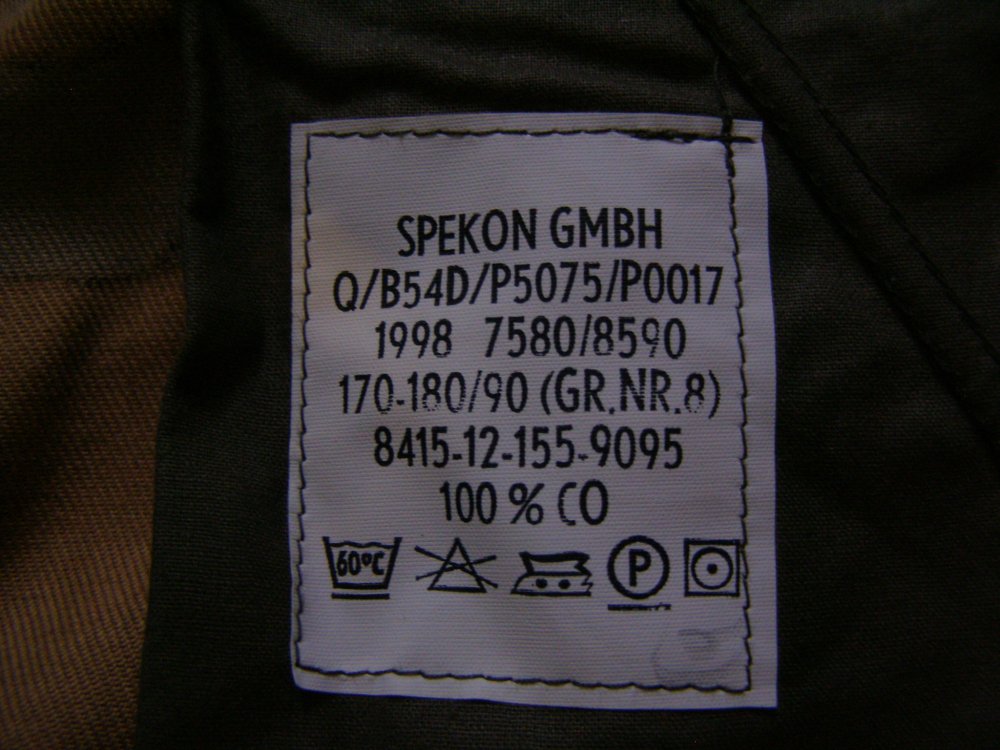 SPEKON GMBH
Q/B54D/P5075/P0017
1998 7580/8590
170-180/90 (GR.NR.8)
8415-12-155-9095
100 % CO
60°C P